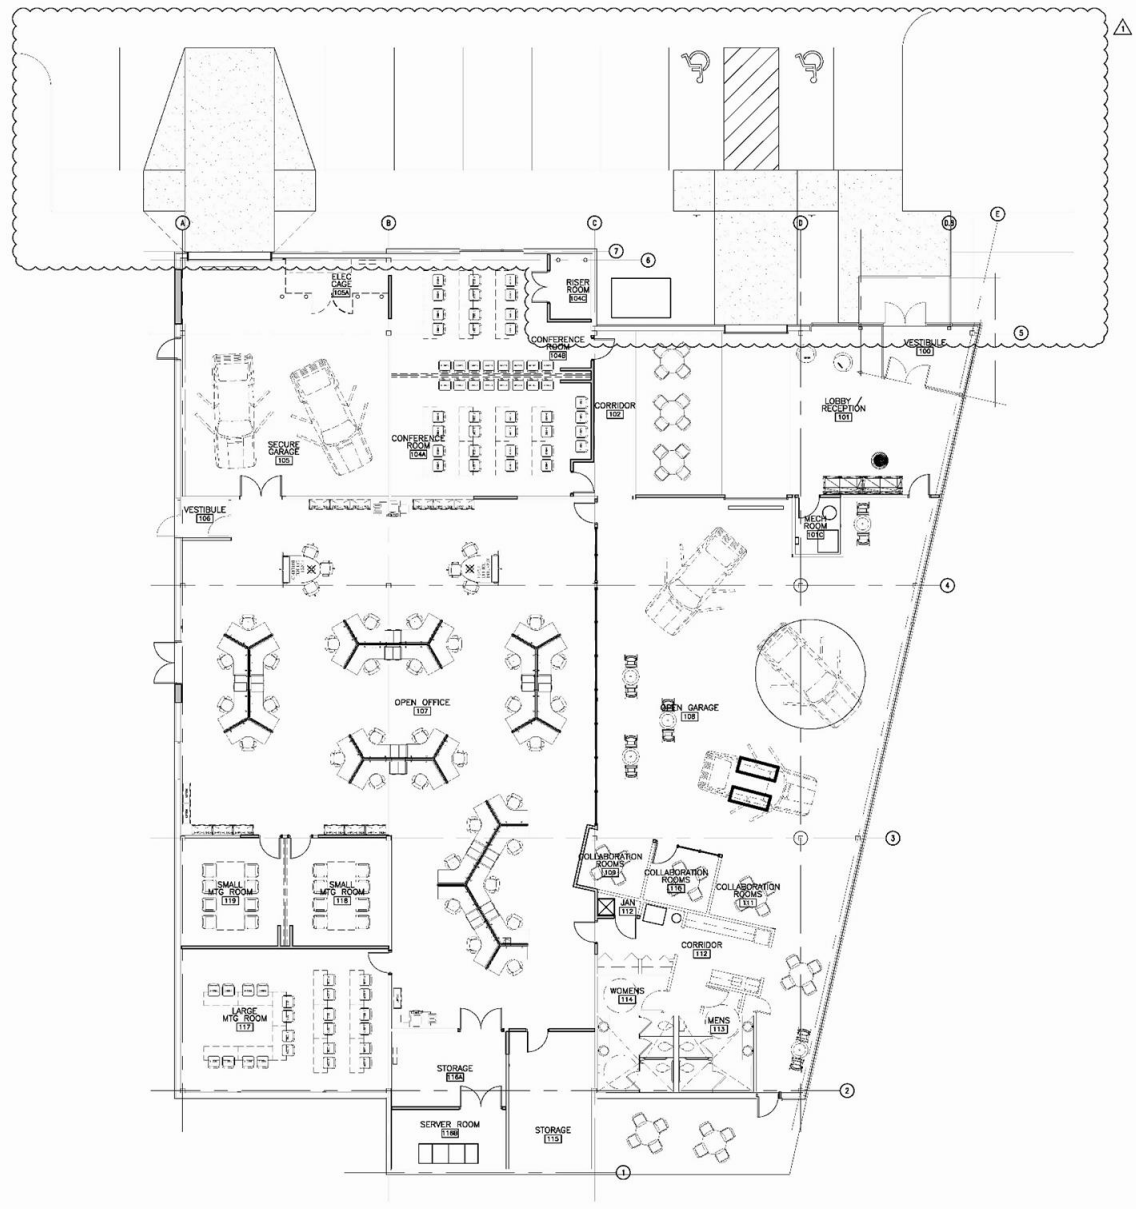 1
A
B
C
D
D.8
E
7
6
5
ELEC
CAGE
105A
RISER
ROOM
104C
CONFERENCE
ROOM
104B
VESTIBULE
100
CORRIDOR
102
LOBBY/
RECEPTION
101
SECURE
GARAGE
105
CONFERENCE
ROOM
104A
VESTIBULE
106
MECH
ROOM
101C
4
OPEN OFFICE
107
OPEN GARAGE
108
3
COLLABORATION
ROOMS
109
COLLABORATION
ROOMS
110
COLLABORATION
ROOMS
111
SMALL
MTG ROOM
119
SMALL
MTG ROOM
118
JAN
112
CORRIDOR
112
WOMENS
114
MENS
113
LARGE
MTG ROOM
117
STORAGE
116A
2
SERVER ROOM
116B
STORAGE
115
1